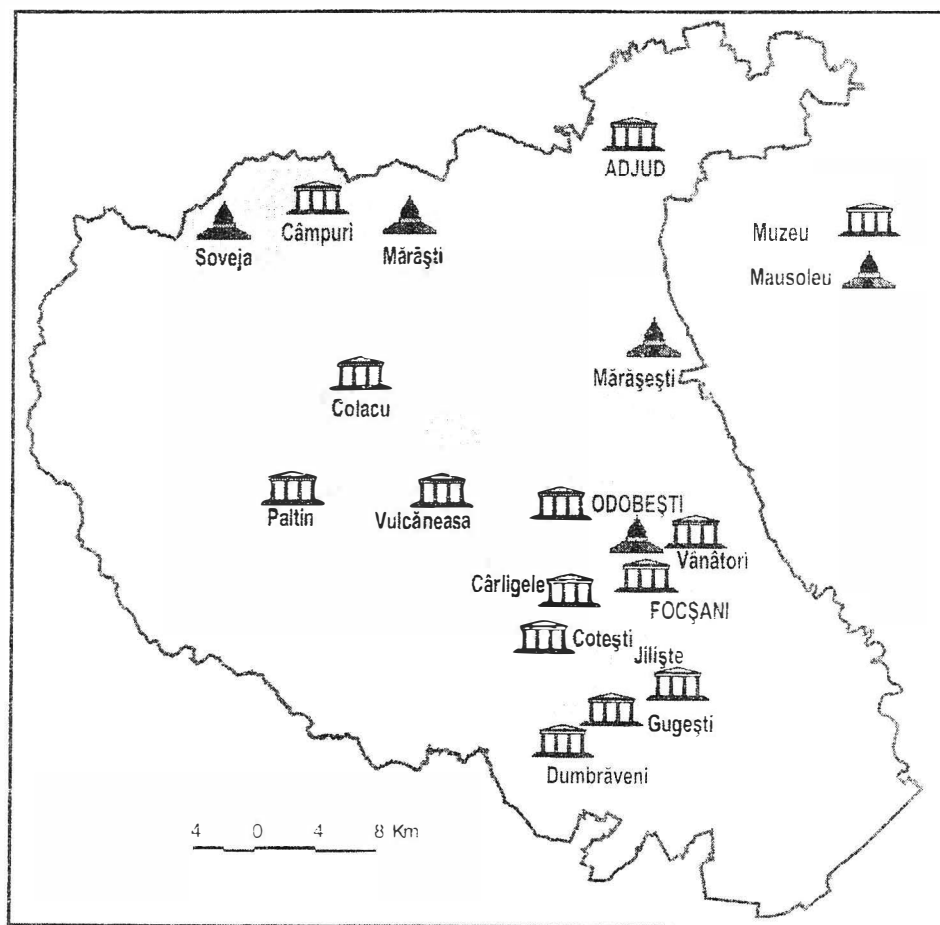 ADJUD
Muzeu
Mausoleu
Câmpuri
Soveja
Mărăşti
Mărăşeşti
Colacu
Paltin
Vulcăneasa
ODOBEŞTI
Vânători
Cârligele
FOCŞANI
Coteşti
Jilişte
Gugeşti
Dumbrăveni
4 0 4 8 Km